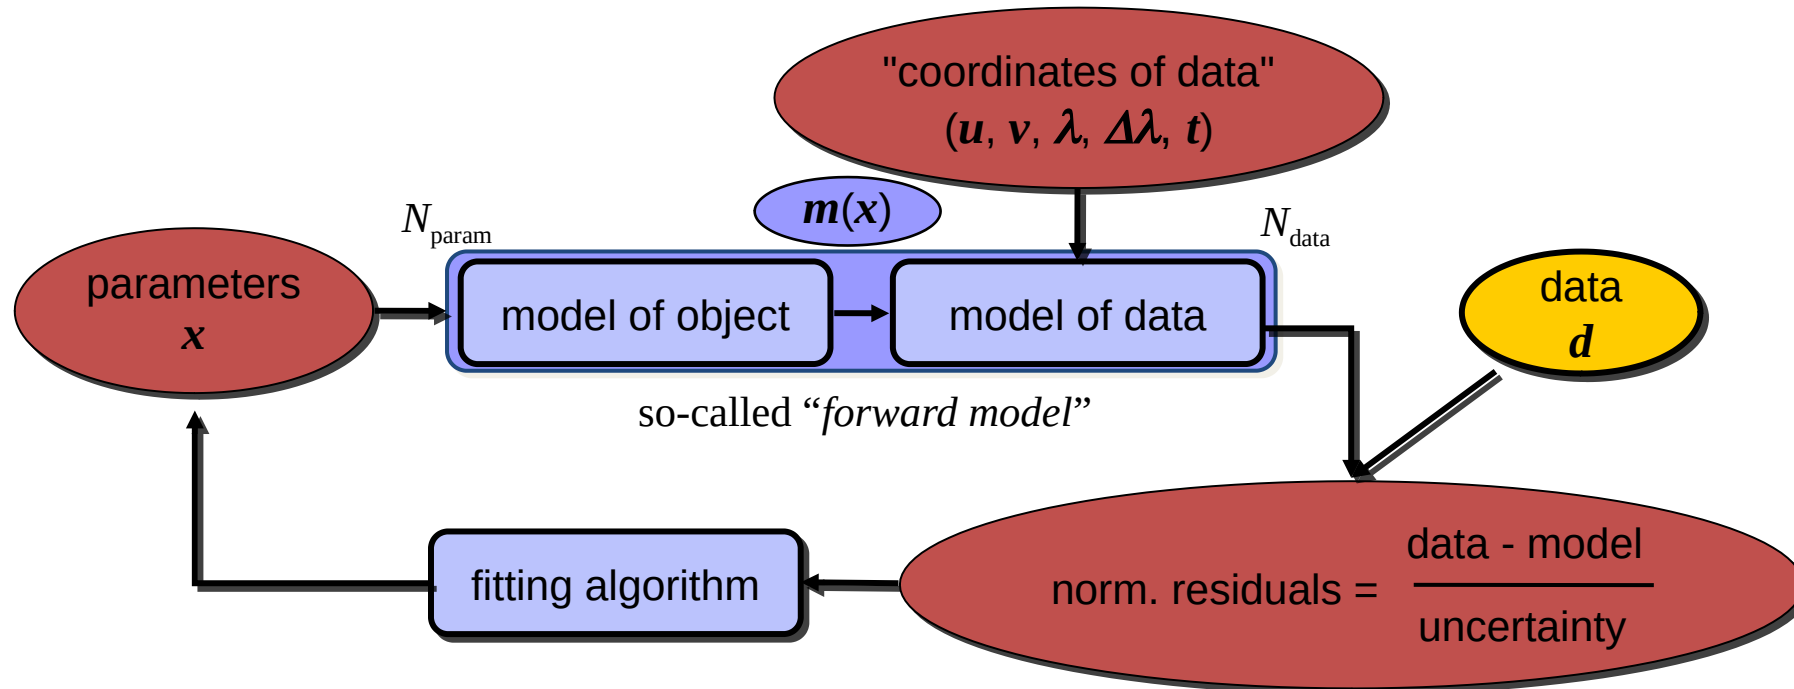 "coordinates of data"
(u, v, λ, Δλ, t)
m(x)
N_param
N_data
parameters
x
model of object
model of data
data
d
so-called “forward model”
fitting algorithm
norm. residuals =
data - model
uncertainty